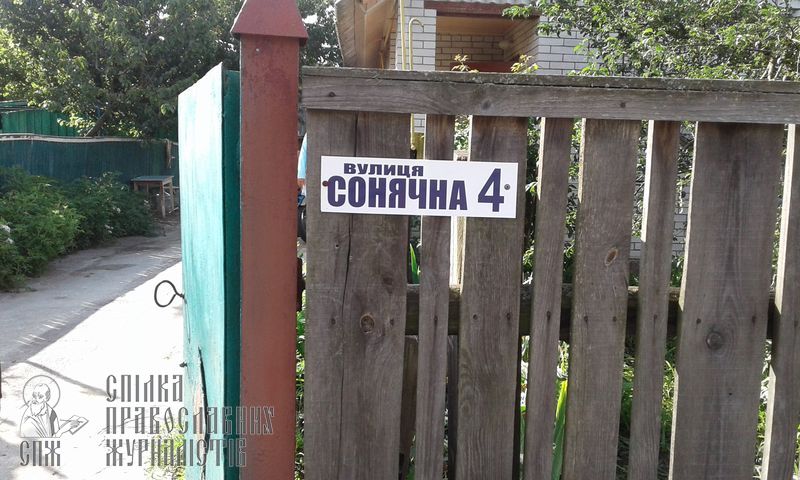 ВУЛИЦЯ
СОНЯЧНА 4
СПІЛКА
ПРАВОСЛАВНИХ
ЖУРНАЛІСТІВ
СПЖ